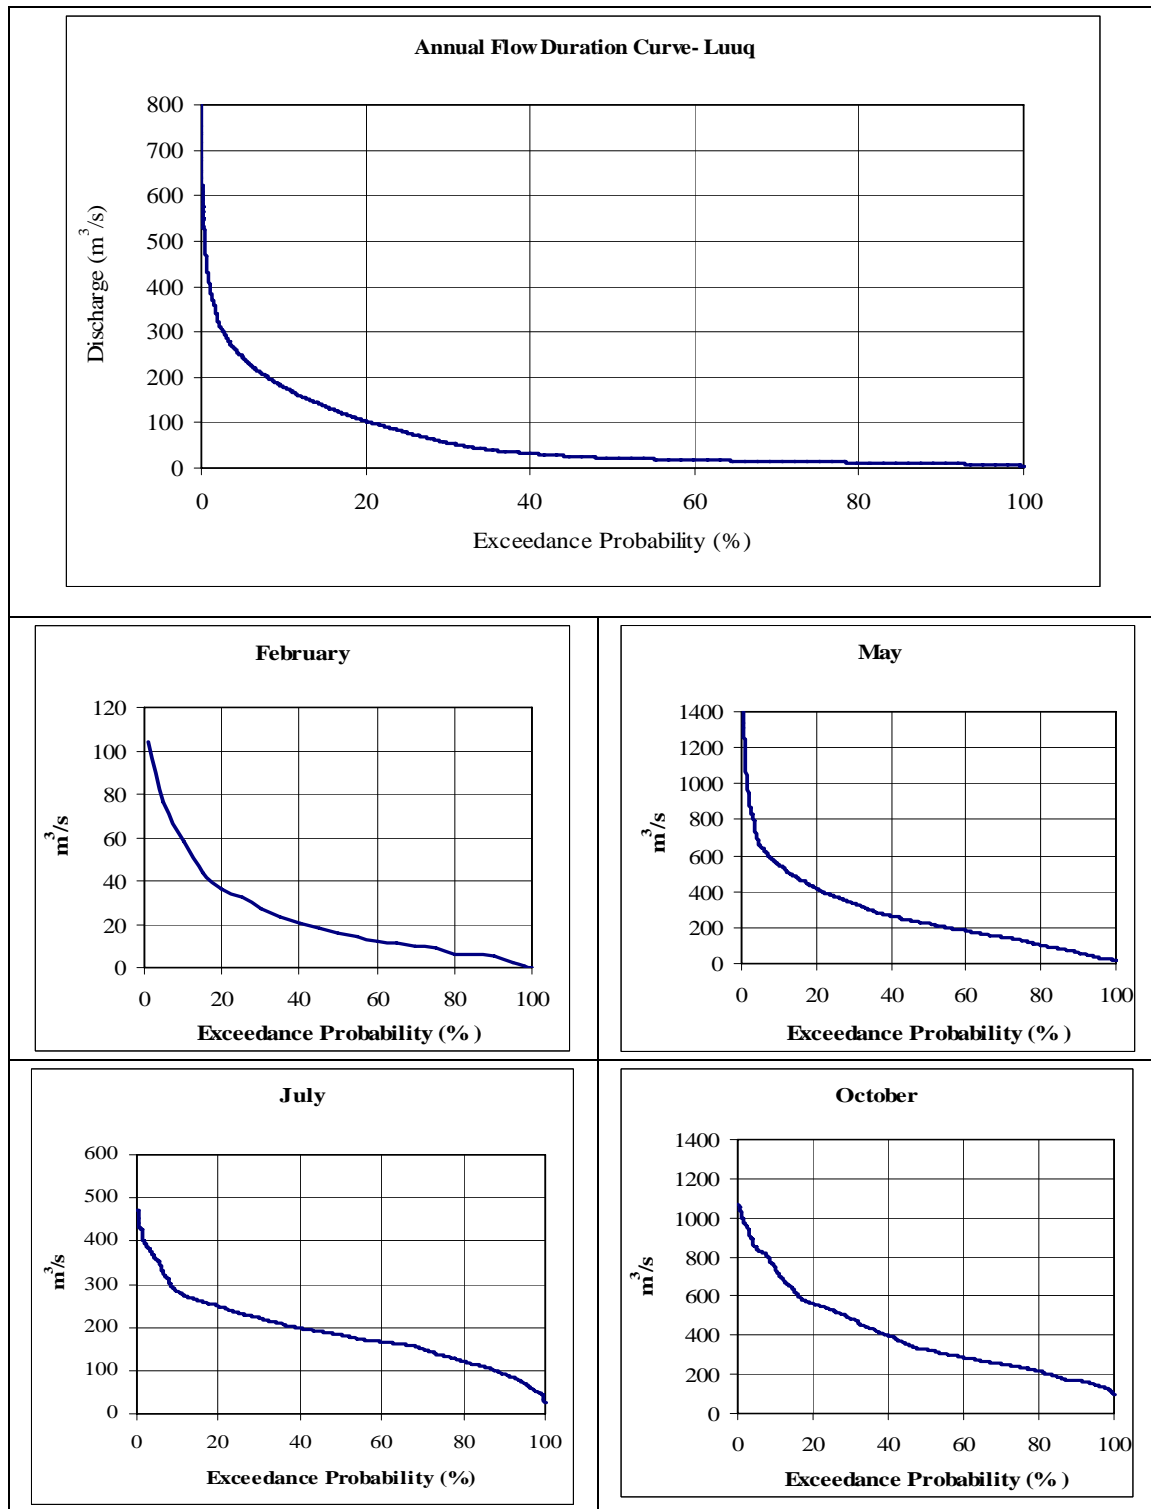 Annual Flow Duration Curve- Luuq
800
700
600
500
400
300
200
100
0
Discharge (m³/s)
0 20 40 60 80 100
Exceedance Probability (%)
February
120
100
80
60
40
20
0
m³/s
0 20 40 60 80 100
Exceedance Probability (%)
May
1400
1200
1000
800
600
400
200
0
m³/s
0 20 40 60 80 100
Exceedance Probability (%)
July
600
500
400
300
200
100
0
m³/s
0 20 40 60 80 100
Exceedance Probability (%)
October
1400
1200
1000
800
600
400
200
0
m³/s
0 20 40 60 80 100
Exceedance Probability (%)